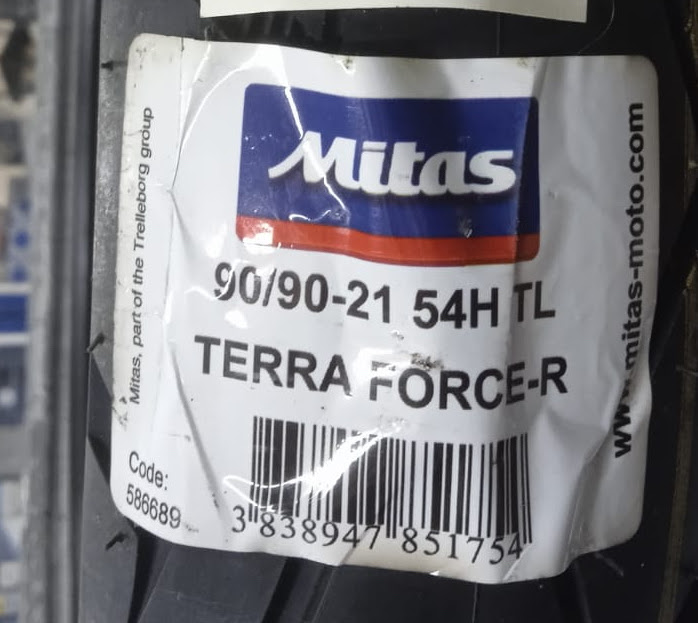 Mitas
90/90-21 54H TL
TERRA FORCE-R
3 838947 851754
Code:
586689
Mitas, part of the Trelleborg group
www.mitas-moto.com